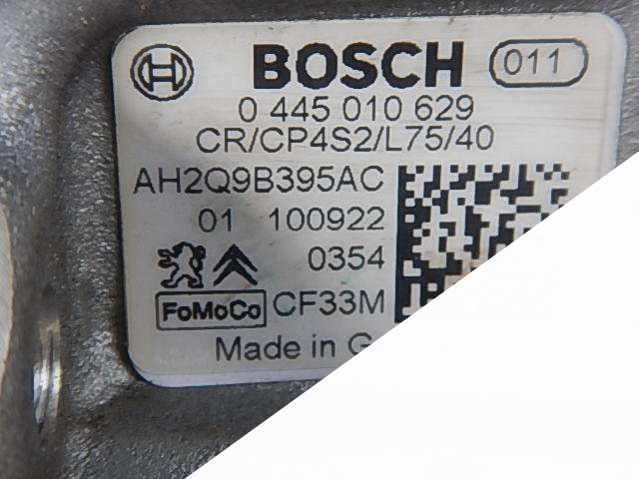 BOSCH 011
0 445 010 629
CR/CP4S2/L75/40
AH2Q9B395AC
01 100922
0354
FoMoCo CF33M
Made in